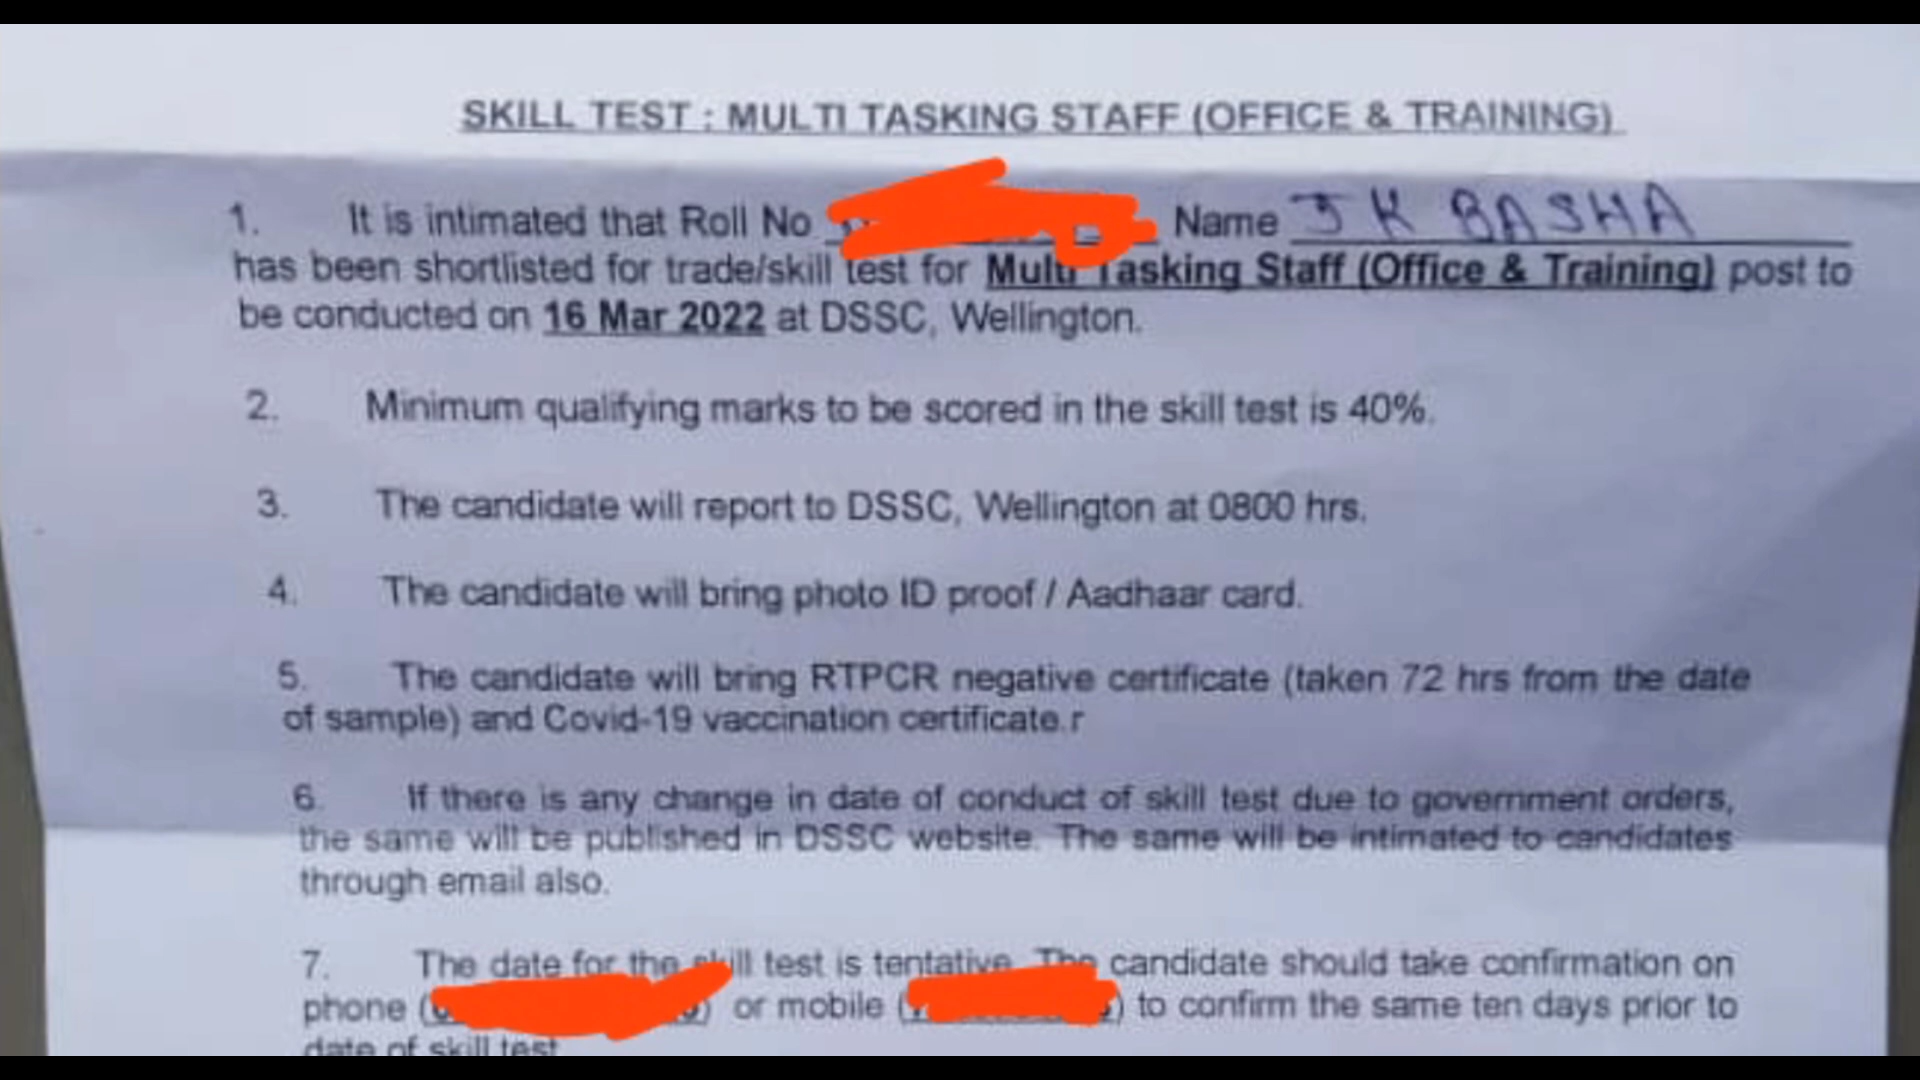 SKILL TEST : MULTI TASKING STAFF (OFFICE & TRAINING)
1. It is intimated that Roll No Name J K BASHA
has been shortlisted for trade/skill test for Multi Tasking Staff (Office & Training) post to
be conducted on 16 Mar 2022 at DSSC, Wellington.
2. Minimum qualifying marks to be scored in the skill test is 40%.
3. The candidate will report to DSSC, Wellington at 0800 hrs.
4. The candidate will bring photo ID proof / Aadhaar card.
5. The candidate will bring RTPCR negative certificate (taken 72 hrs from the date
of sample) and Covid-19 vaccination certificate.r
6. If there is any change in date of conduct of skill test due to government orders,
the same will be published in DSSC website. The same will be intimated to candidates
through email also.
7. The date for the skill test is tentative. The candidate should take confirmation on
phone ( ) or mobile ( ) to confirm the same ten days prior to
date of skill test